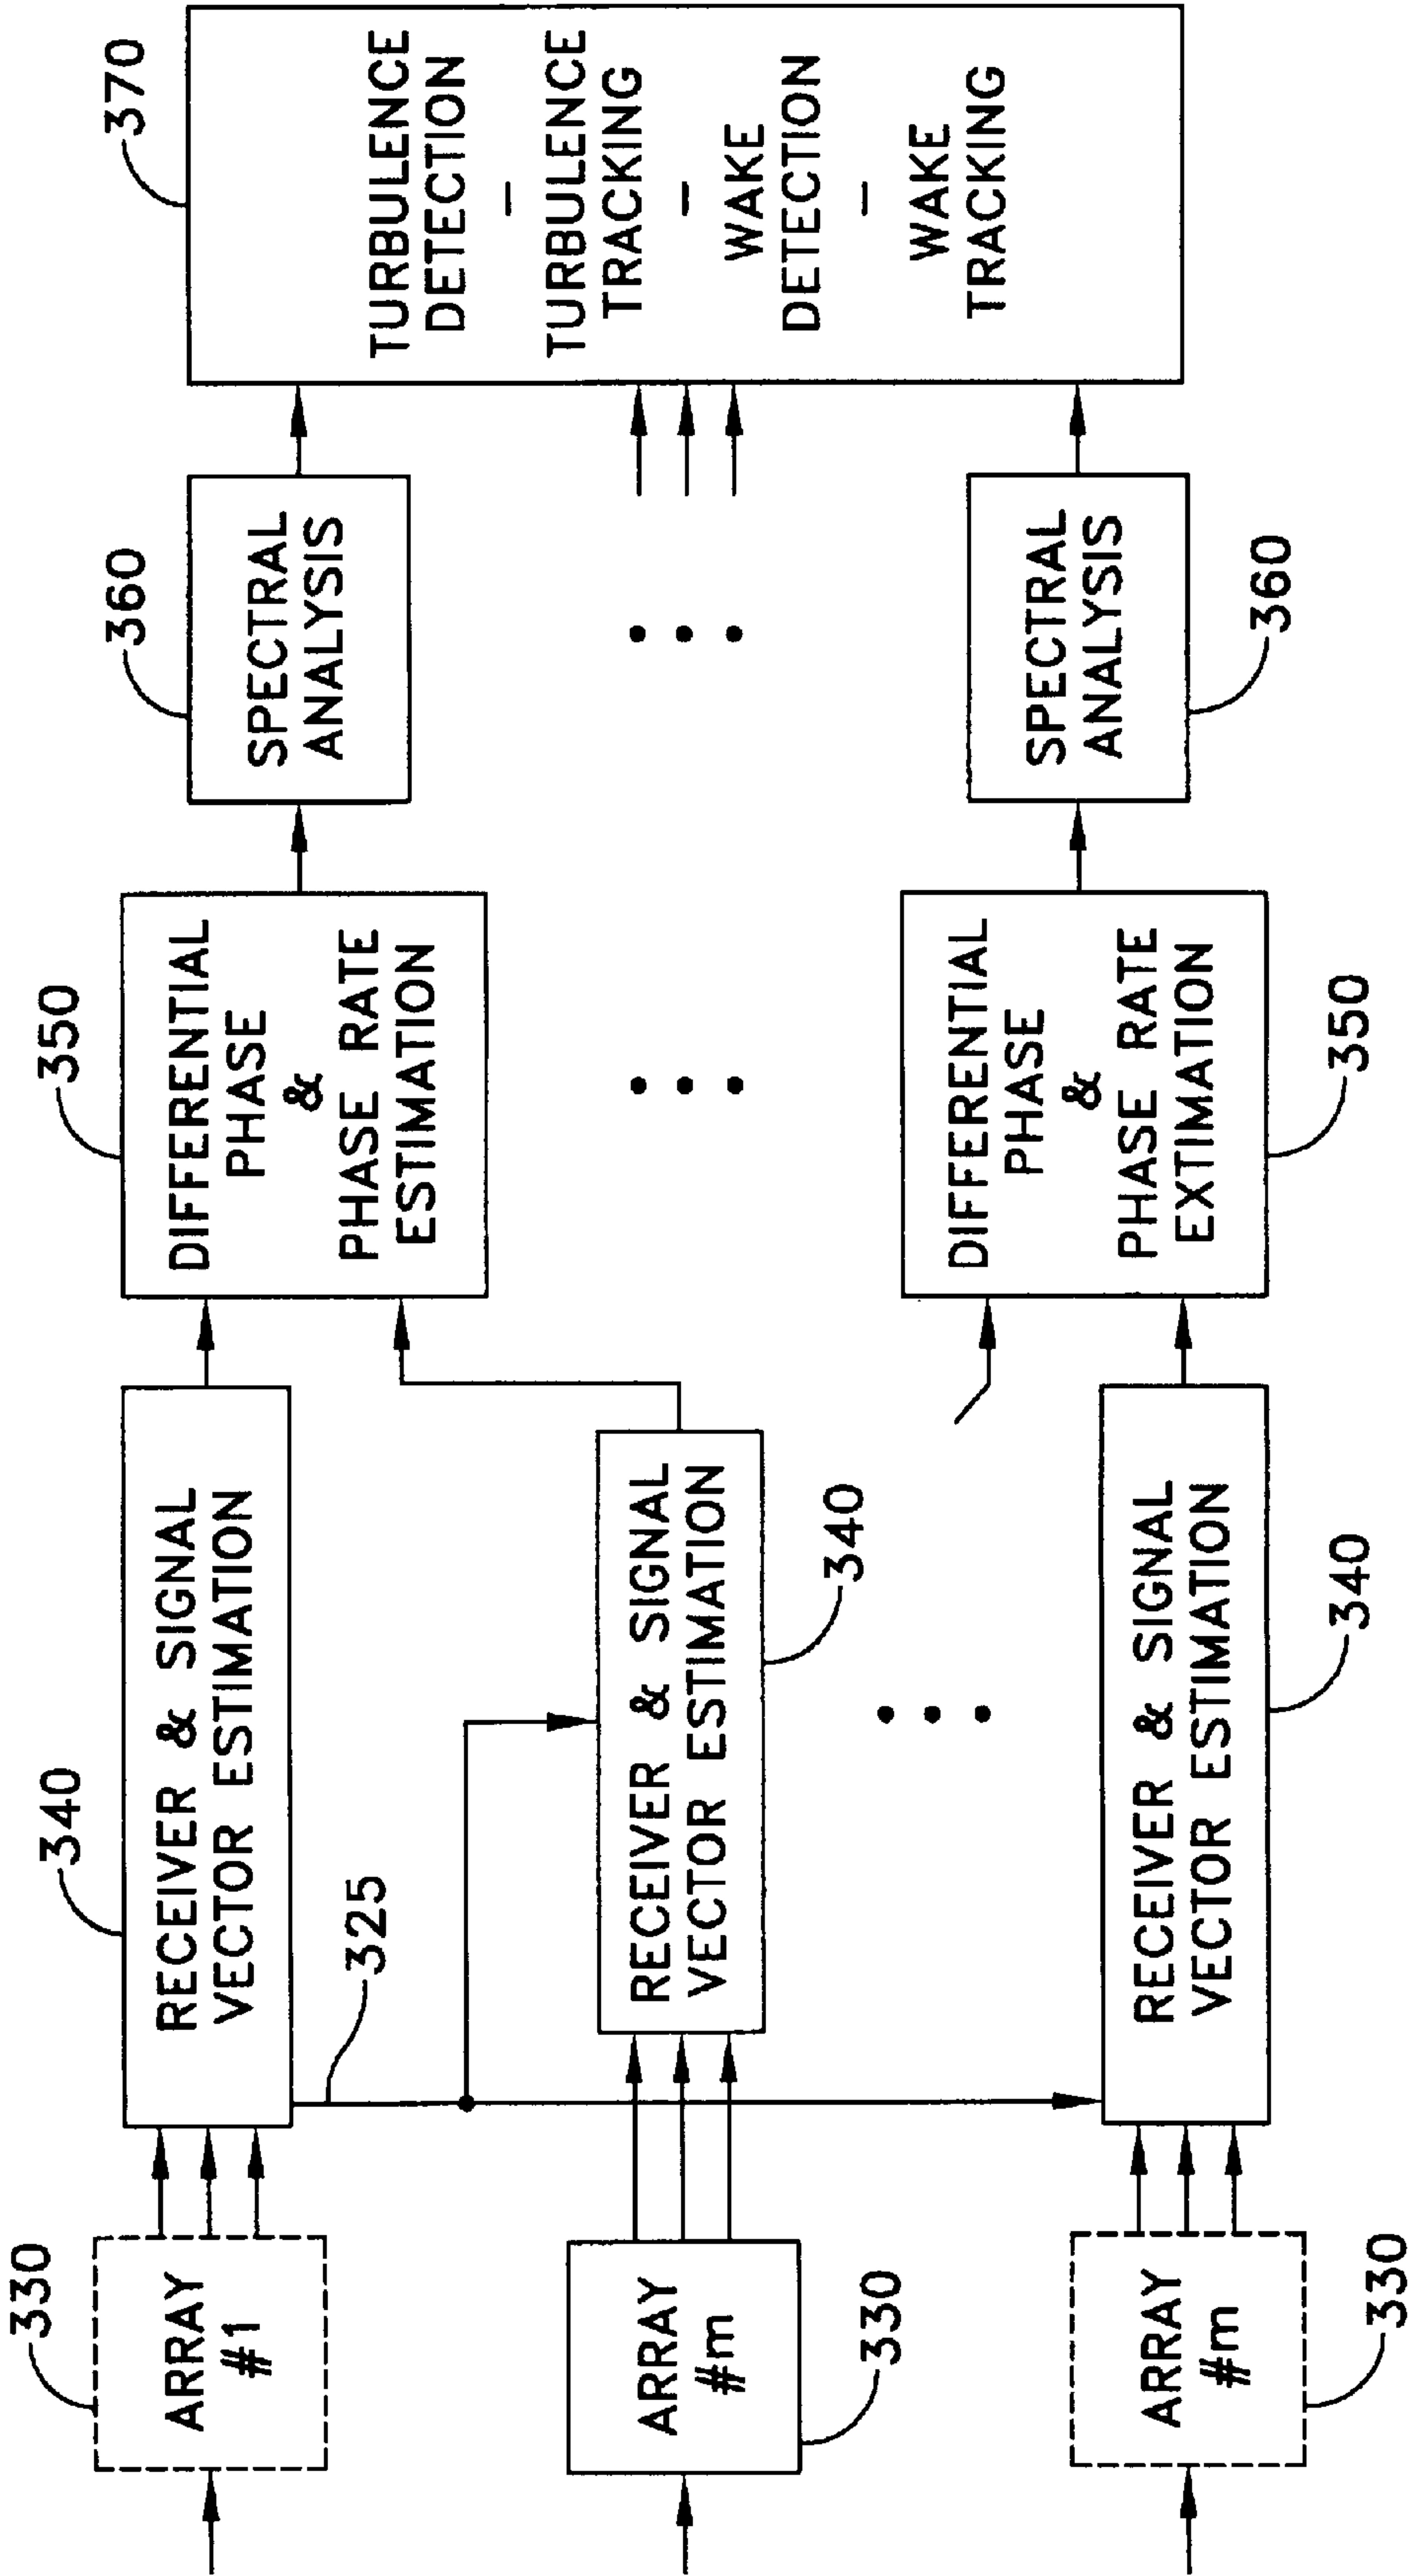 330
ARRAY
#1
340
RECEIVER & SIGNAL
VECTOR ESTIMATION
325
350
DIFFERENTIAL
PHASE
&
PHASE RATE
ESTIMATION
360
SPECTRAL
ANALYSIS
370
TURBULENCE
DETECTION
–
TURBULENCE
TRACKING
–
WAKE
DETECTION
–
WAKE
TRACKING
ARRAY
#m
330
RECEIVER & SIGNAL
VECTOR ESTIMATION
340
ARRAY
#m
330
RECEIVER & SIGNAL
VECTOR ESTIMATION
340
DIFFERENTIAL
PHASE
&
PHASE RATE
EXTIMATION
350
SPECTRAL
ANALYSIS
360